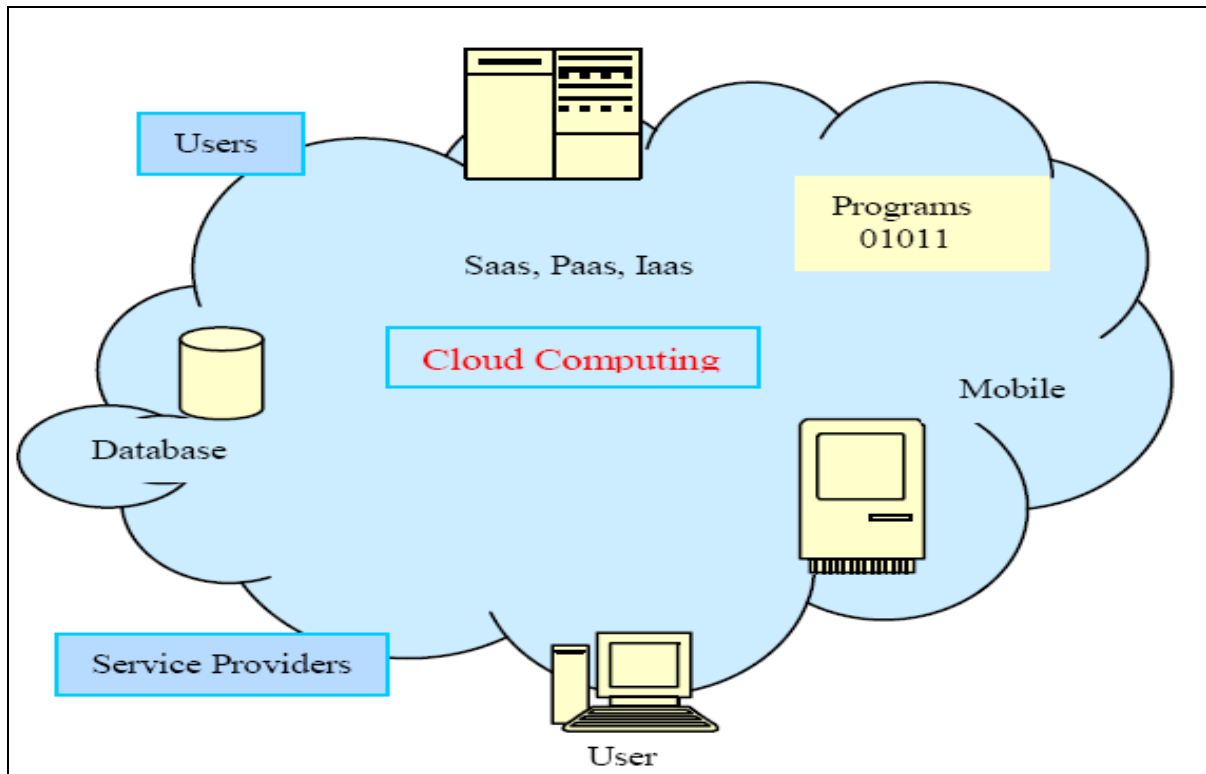 Users
Programs
01011
Saas, Paas, Iaas
Cloud Computing
Mobile
Database
Service Providers
User